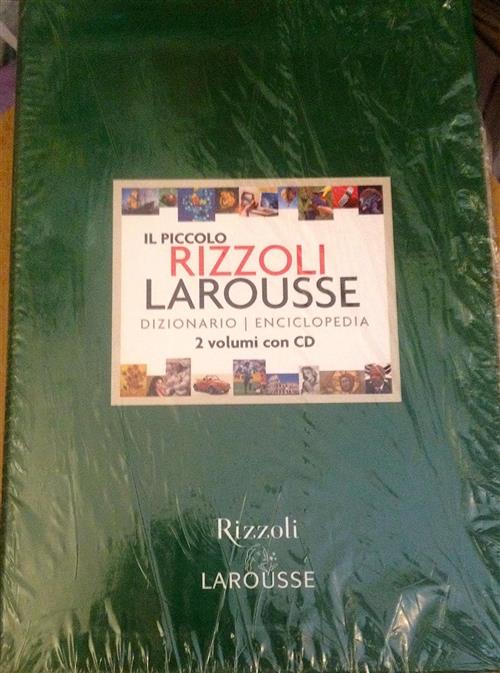 IL PICCOLO
RIZZOLI
LAROUSSE
DIZIONARIO | ENCICLOPEDIA
2 volumi con CD
Rizzoli
LAROUSSE